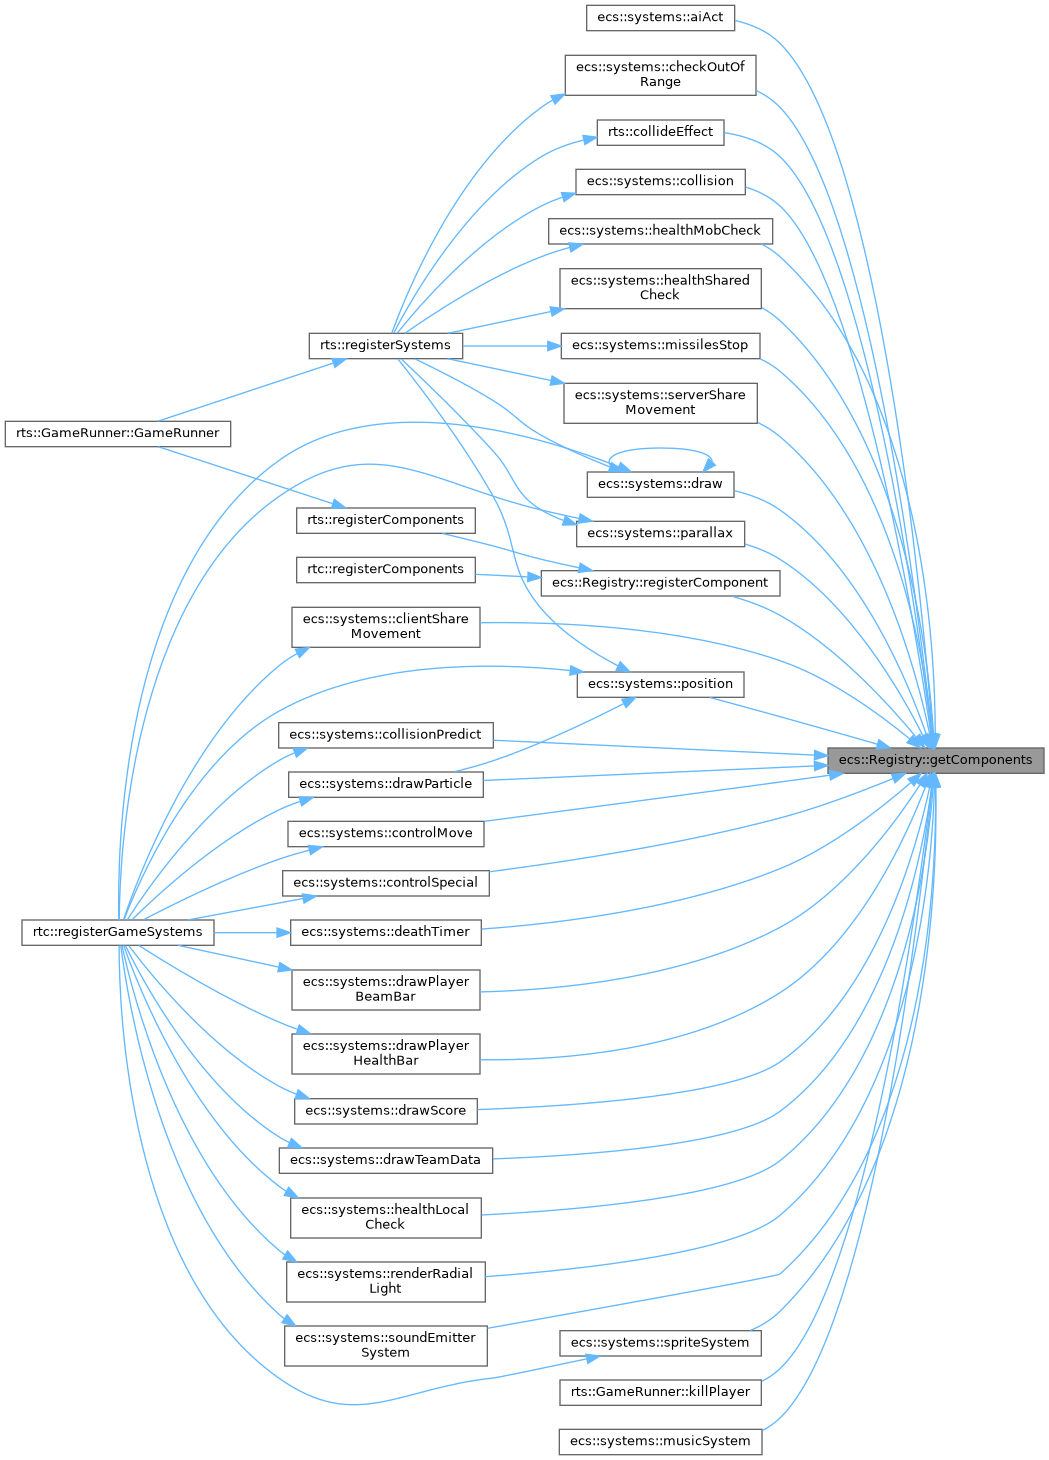 ecs::systems::aiAct
ecs::systems::checkOutOf
Range
rts::collideEffect
ecs::systems::collision
ecs::systems::healthMobCheck
ecs::systems::healthShared
Check
rts::registerSystems
ecs::systems::missilesStop
ecs::systems::serverShare
Movement
rts::GameRunner::GameRunner
ecs::systems::draw
rts::registerComponents
ecs::systems::parallax
rtc::registerComponents
ecs::Registry::registerComponent
ecs::systems::clientShare
Movement
ecs::systems::position
ecs::systems::collisionPredict
ecs::Registry::getComponents
ecs::systems::drawParticle
ecs::systems::controlMove
ecs::systems::controlSpecial
rtc::registerGameSystems
ecs::systems::deathTimer
ecs::systems::drawPlayer
BeamBar
ecs::systems::drawPlayer
HealthBar
ecs::systems::drawScore
ecs::systems::drawTeamData
ecs::systems::healthLocal
Check
ecs::systems::renderRadial
Light
ecs::systems::soundEmitter
System
ecs::systems::spriteSystem
rts::GameRunner::killPlayer
ecs::systems::musicSystem